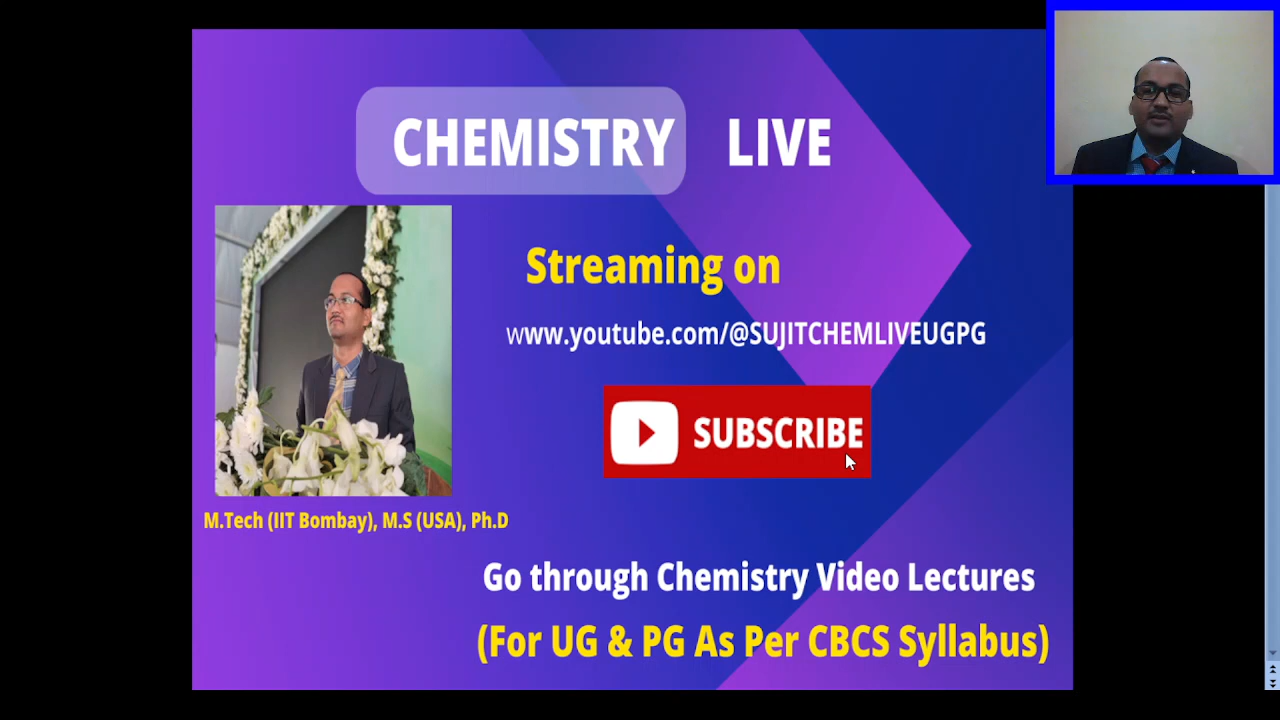 CHEMISTRY LIVE
Streaming on
www.youtube.com/@SUJITCHEMLIVEUGPG
SUBSCRIBE
M.Tech (IIT Bombay), M.S (USA), Ph.D
Go through Chemistry Video Lectures
(For UG & PG As Per CBCS Syllabus)